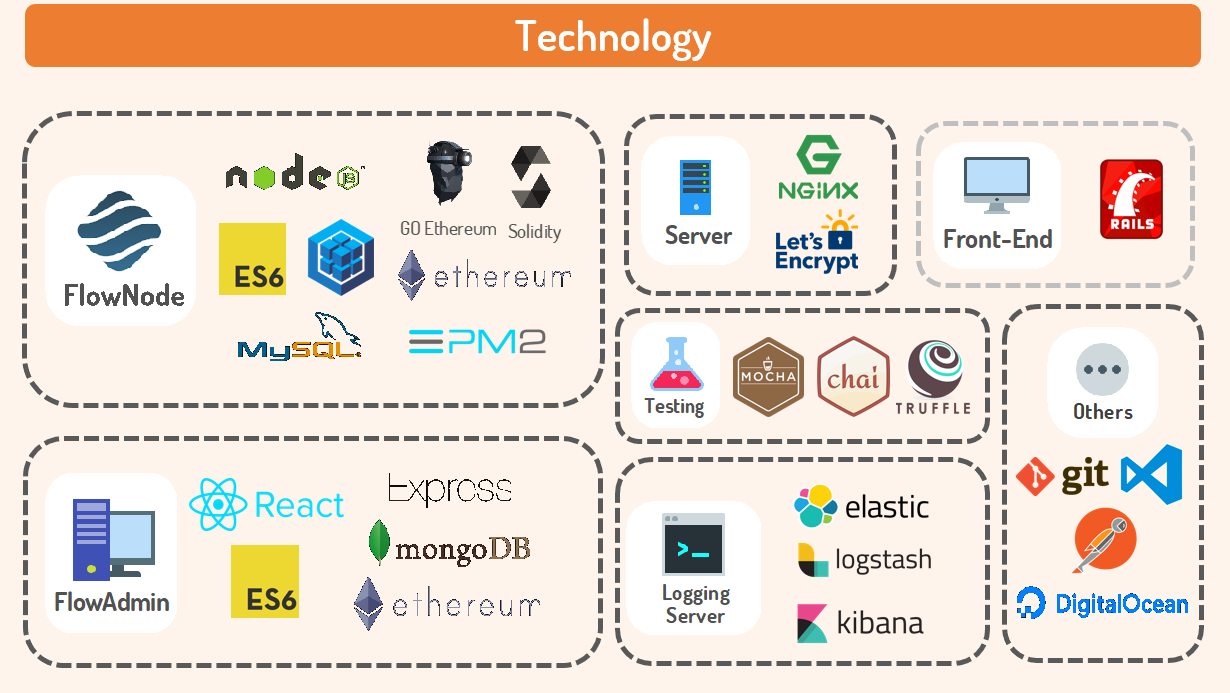 Technology
node
JS
GO Ethereum
Solidity
ES6
ethereum
FlowNode
MySQL
PM2
Server
NGINX
Let's
Encrypt
Front-End
RAILS
Testing
MOCHA
chai
TRUFFLE
Others
git
DigitalOcean
FlowAdmin
React
Express
ES6
mongoDB
ethereum
>_
Logging
Server
elastic
logstash
kibana